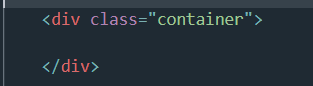 <div class="container">
</div>